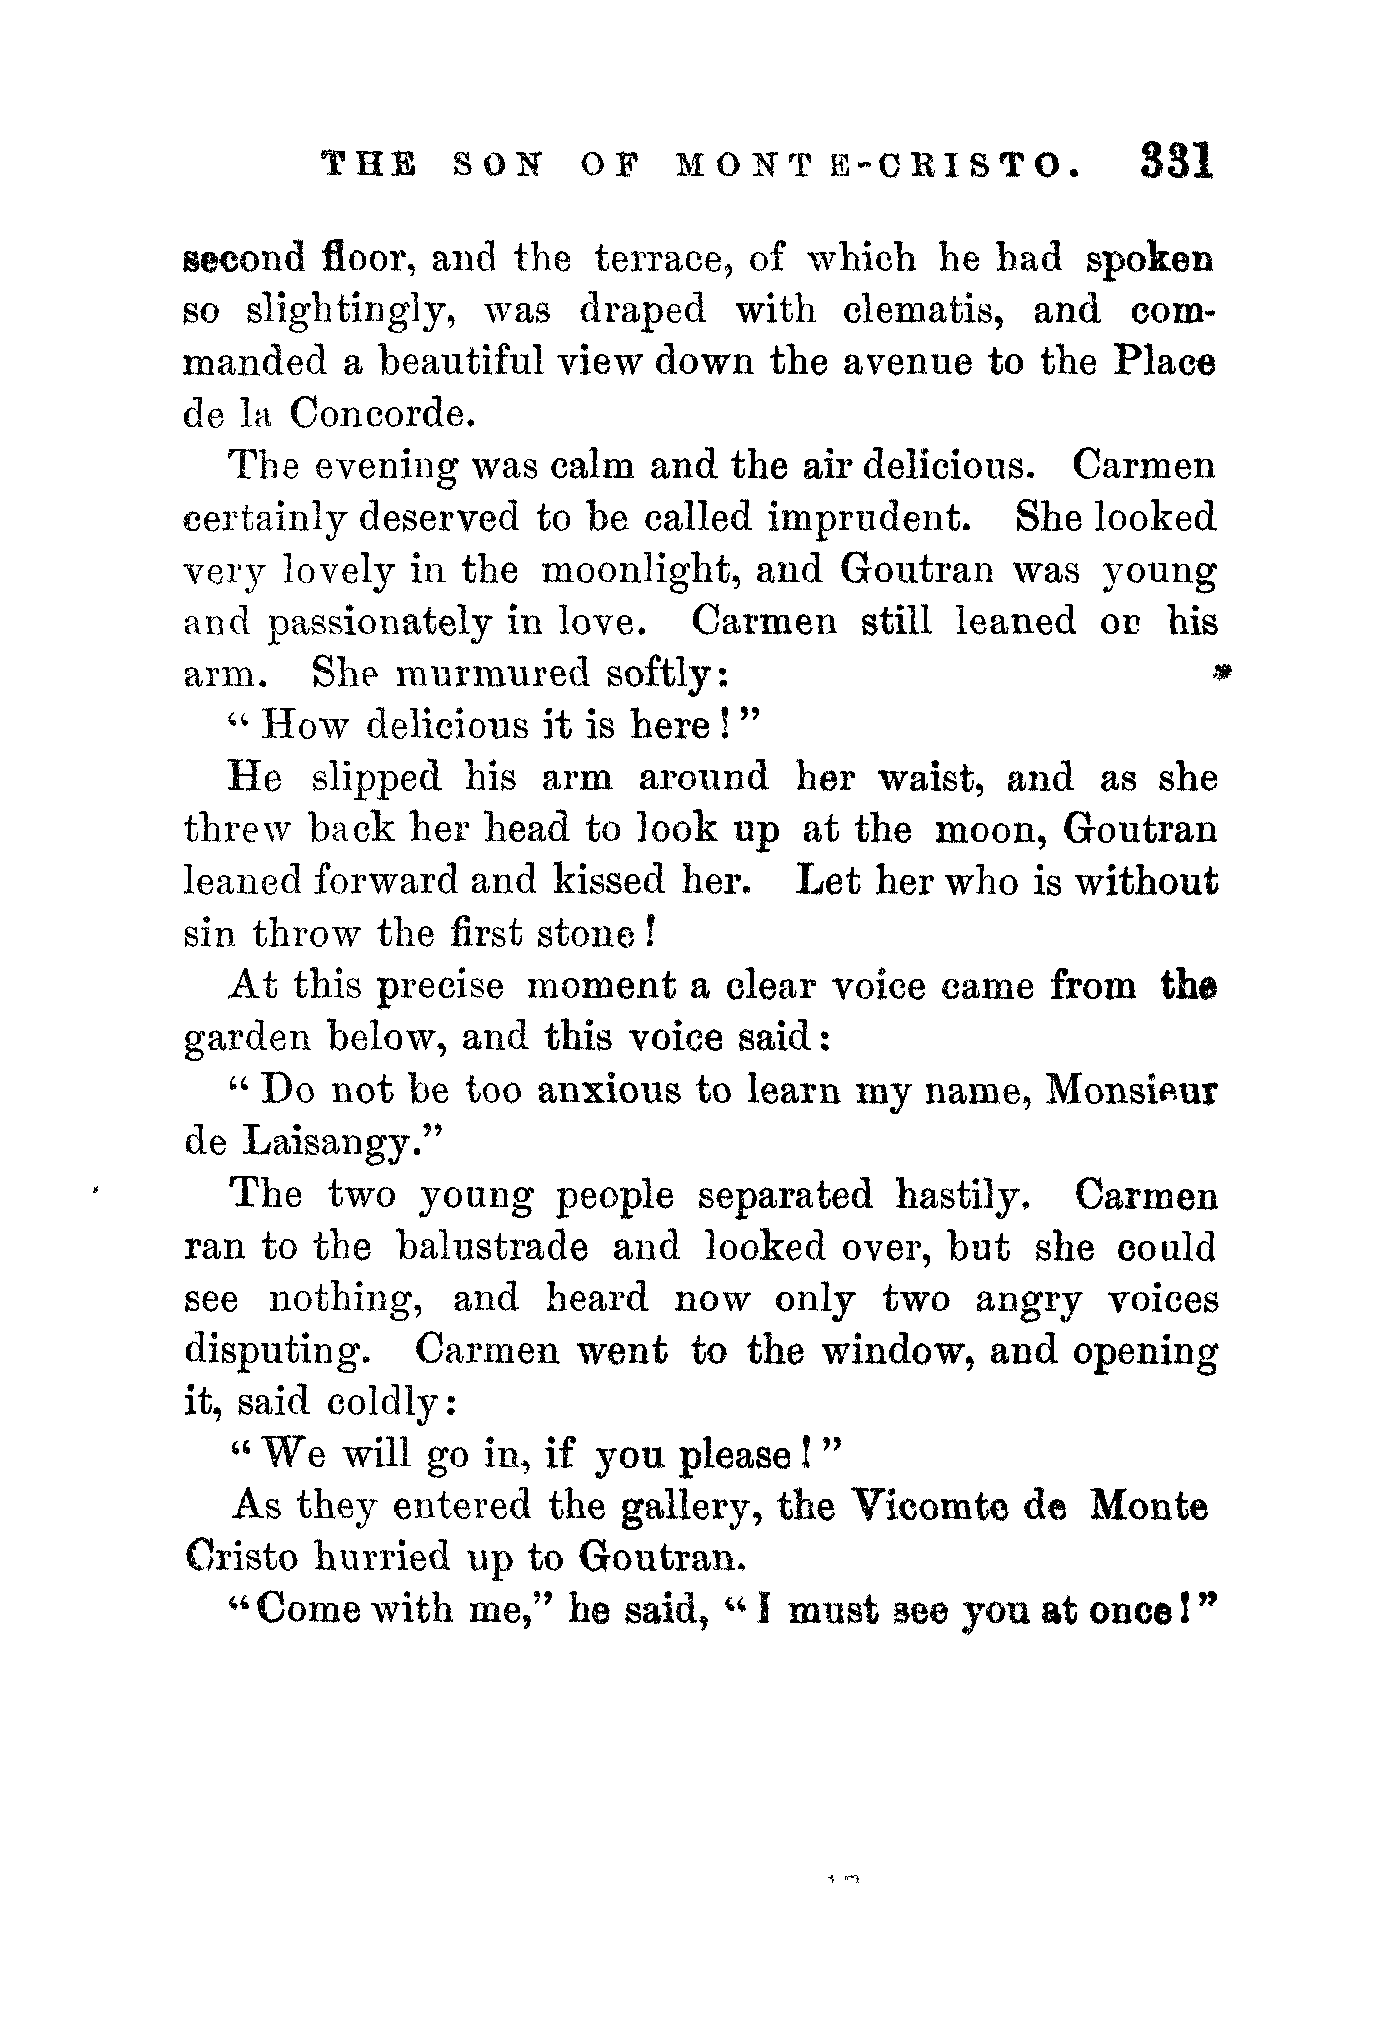 THE SON OF MONTE-CRISTO. 331
second floor, and the terrace, of which he had spoken
so slightingly, was draped with clematis, and com-
manded a beautiful view down the avenue to the Place
de la Concorde.
The evening was calm and the air delicious. Carmen
certainly deserved to be called imprudent. She looked
very lovely in the moonlight, and Goutran was young
and passionately in love. Carmen still leaned on his
arm. She murmured softly:
“ How delicious it is here ! ”
He slipped his arm around her waist, and as she
threw back her head to look up at the moon, Goutran
leaned forward and kissed her. Let her who is without
sin throw the first stone !
At this precise moment a clear voice came from the
garden below, and this voice said :
“ Do not be too anxious to learn my name, Monsieur
de Laisangy.”
The two young people separated hastily. Carmen
ran to the balustrade and looked over, but she could
see nothing, and heard now only two angry voices
disputing. Carmen went to the window, and opening
it, said coldly :
“ We will go in, if you please ! ”
As they entered the gallery, the Vicomte de Monte
Cristo hurried up to Goutran.
“ Come with me,” he said, “ I must see you at once ! ”